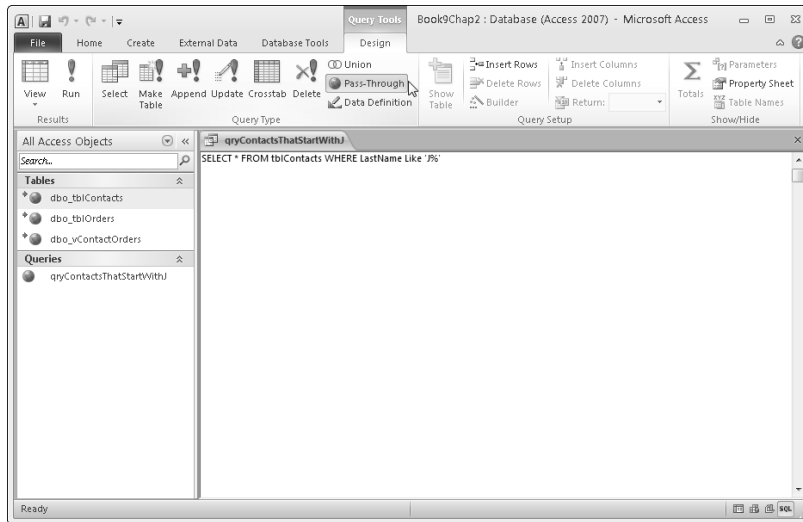 A
Query Tools
Book9Chap2 : Database (Access 2007) - Microsoft Access
File
Home
Create
External Data
Database Tools
Design
View
Run
Results
Select
Make Table
Append
Update
Crosstab
Delete
Union
Pass-Through
Data Definition
Query Type
Show Table
Insert Rows
Delete Rows
Builder
Insert Columns
Delete Columns
Return:
Query Setup
Totals
Parameters
Property Sheet
Table Names
Show/Hide
All Access Objects
Search...
Tables
dbo_tblContacts
dbo_tblOrders
dbo_vContactOrders
Queries
qryContactsThatStartWithJ
qryContactsThatStartWithJ
SELECT * FROM tblContacts WHERE LastName Like 'J%'
Ready
SQL